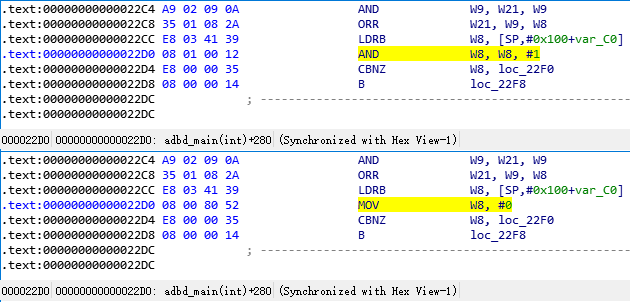 .text:00000000000022C4 A9 02 09 0A AND W9, W21, W9
.text:00000000000022C8 35 01 08 2A ORR W21, W9, W8
.text:00000000000022CC E8 03 41 39 LDRB W8, [SP,#0x100+var_C0]
.text:00000000000022D0 08 01 00 12 AND W8, W8, #1
.text:00000000000022D4 E8 00 00 35 CBNZ W8, loc_22F0
.text:00000000000022D8 08 00 00 14 B loc_22F8
.text:00000000000022DC ; ---------------------------------------------------
.text:00000000000022DC
000022D0 00000000000022D0: adbd_main(int)+280 (Synchronized with Hex View-1)
.text:00000000000022C4 A9 02 09 0A AND W9, W21, W9
.text:00000000000022C8 35 01 08 2A ORR W21, W9, W8
.text:00000000000022CC E8 03 41 39 LDRB W8, [SP,#0x100+var_C0]
.text:00000000000022D0 08 00 80 52 MOV W8, #0
.text:00000000000022D4 E8 00 00 35 CBNZ W8, loc_22F0
.text:00000000000022D8 08 00 00 14 B loc_22F8
.text:00000000000022DC ; ---------------------------------------------------
.text:00000000000022DC
000022D0 00000000000022D0: adbd_main(int)+280 (Synchronized with Hex View-1)